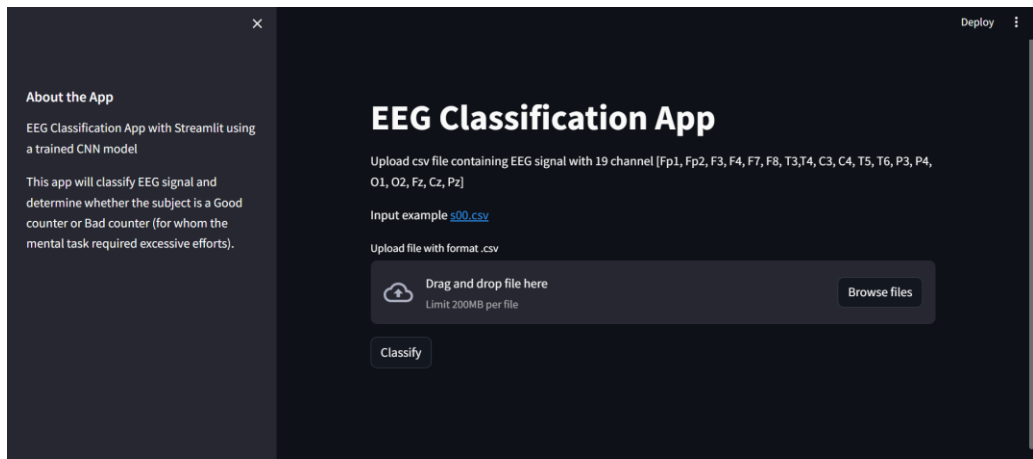 Deploy
About the App
EEG Classification App with Streamlit using
a trained CNN model
This app will classify EEG signal and
determine whether the subject is a Good
counter or Bad counter (for whom the
mental task required excessive efforts).
EEG Classification App
Upload csv file containing EEG signal with 19 channel [Fp1, Fp2, F3, F4, F7, F8, T3,T4, C3, C4, T5, T6, P3, P4,
O1, O2, Fz, Cz, Pz]
Input example s00.csv
Upload file with format .csv
Drag and drop file here
Limit 200MB per file
Browse files
Classify